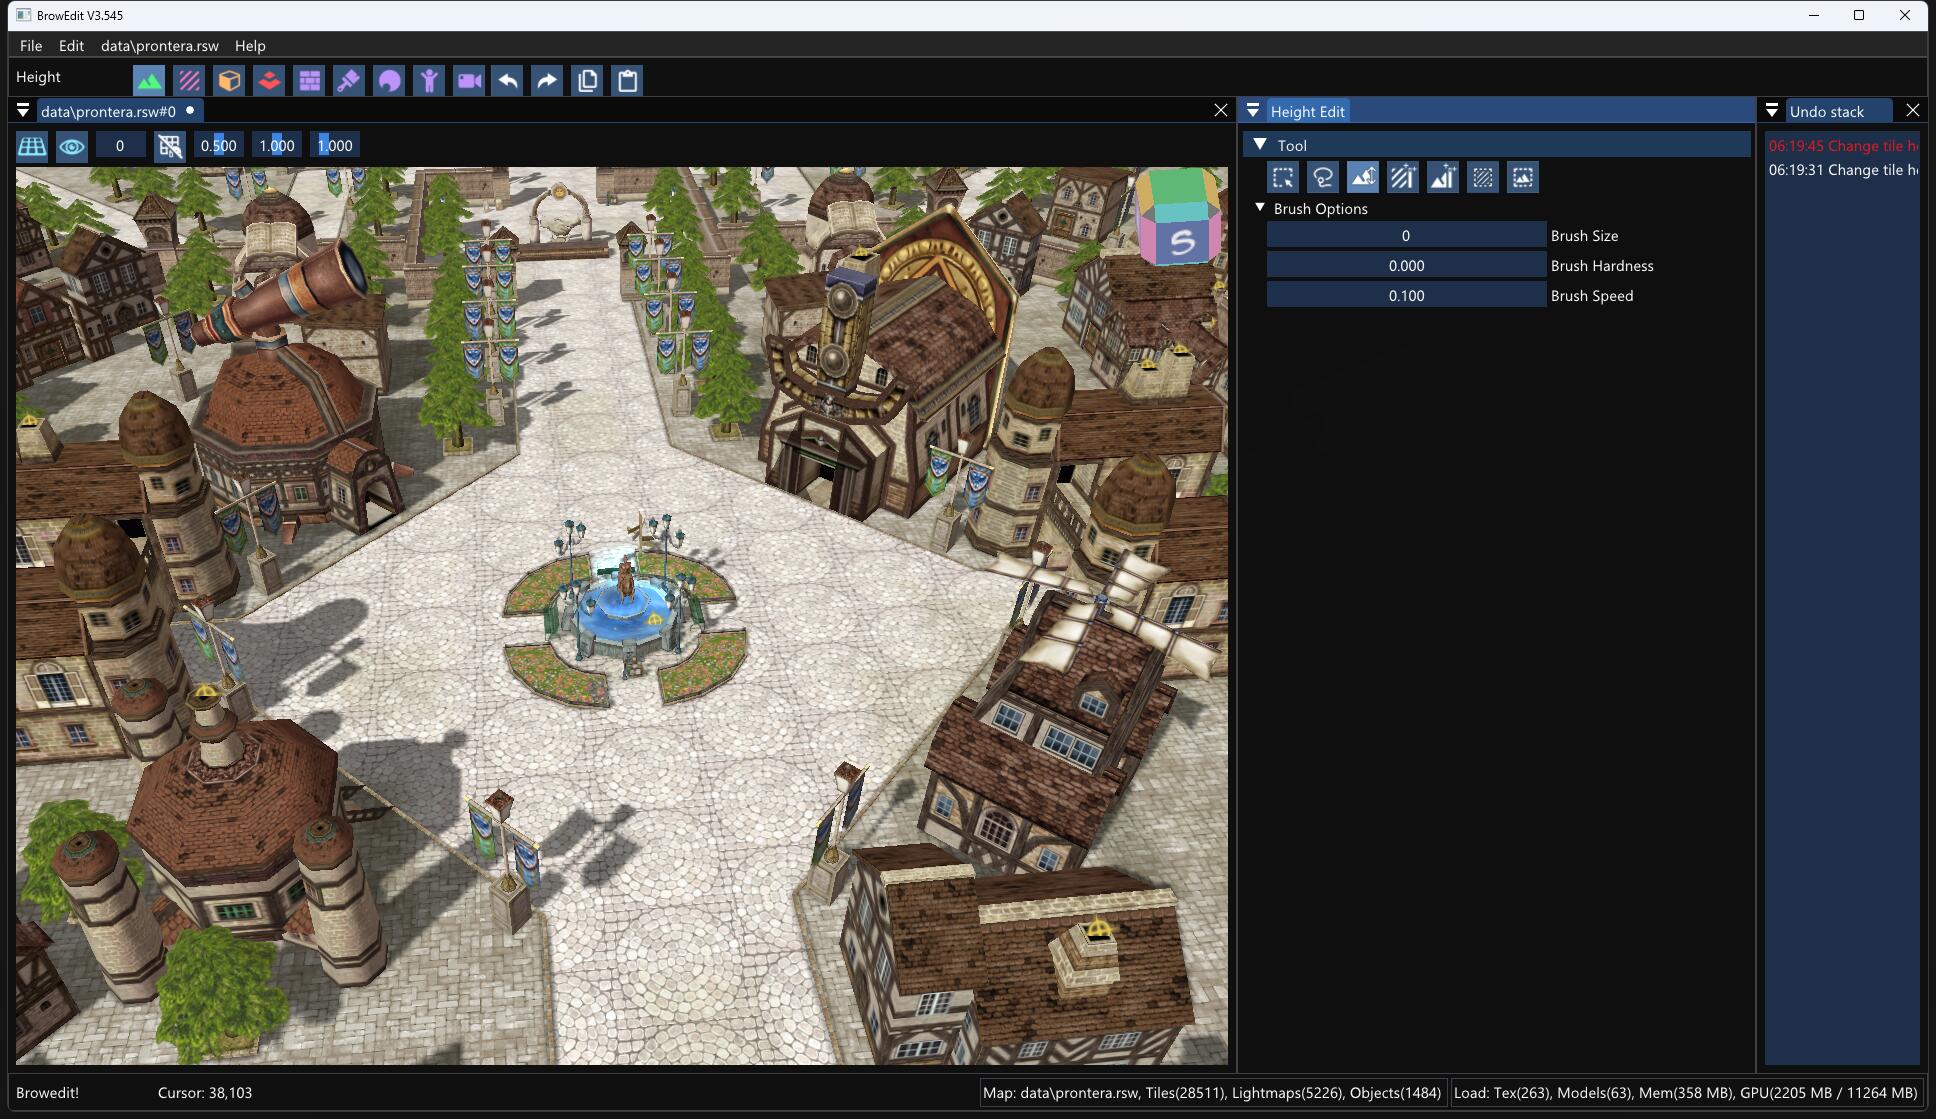 BrowEdit V3.545
File Edit data\prontera.rsw Help
Height
data\prontera.rsw#0
Height Edit
Undo stack
0 0.500 1.000 1.000
Tool
06:19:45 Change tile h
06:19:31 Change tile h
Brush Options
0 Brush Size
0.000 Brush Hardness
0.100 Brush Speed
S
Browedit!
Cursor: 38,103
Map: data\prontera.rsw, Tiles(28511), Lightmaps(5226), Objects(1484)
Load: Tex(263), Models(63), Mem(358 MB), GPU(2205 MB / 11264 MB)